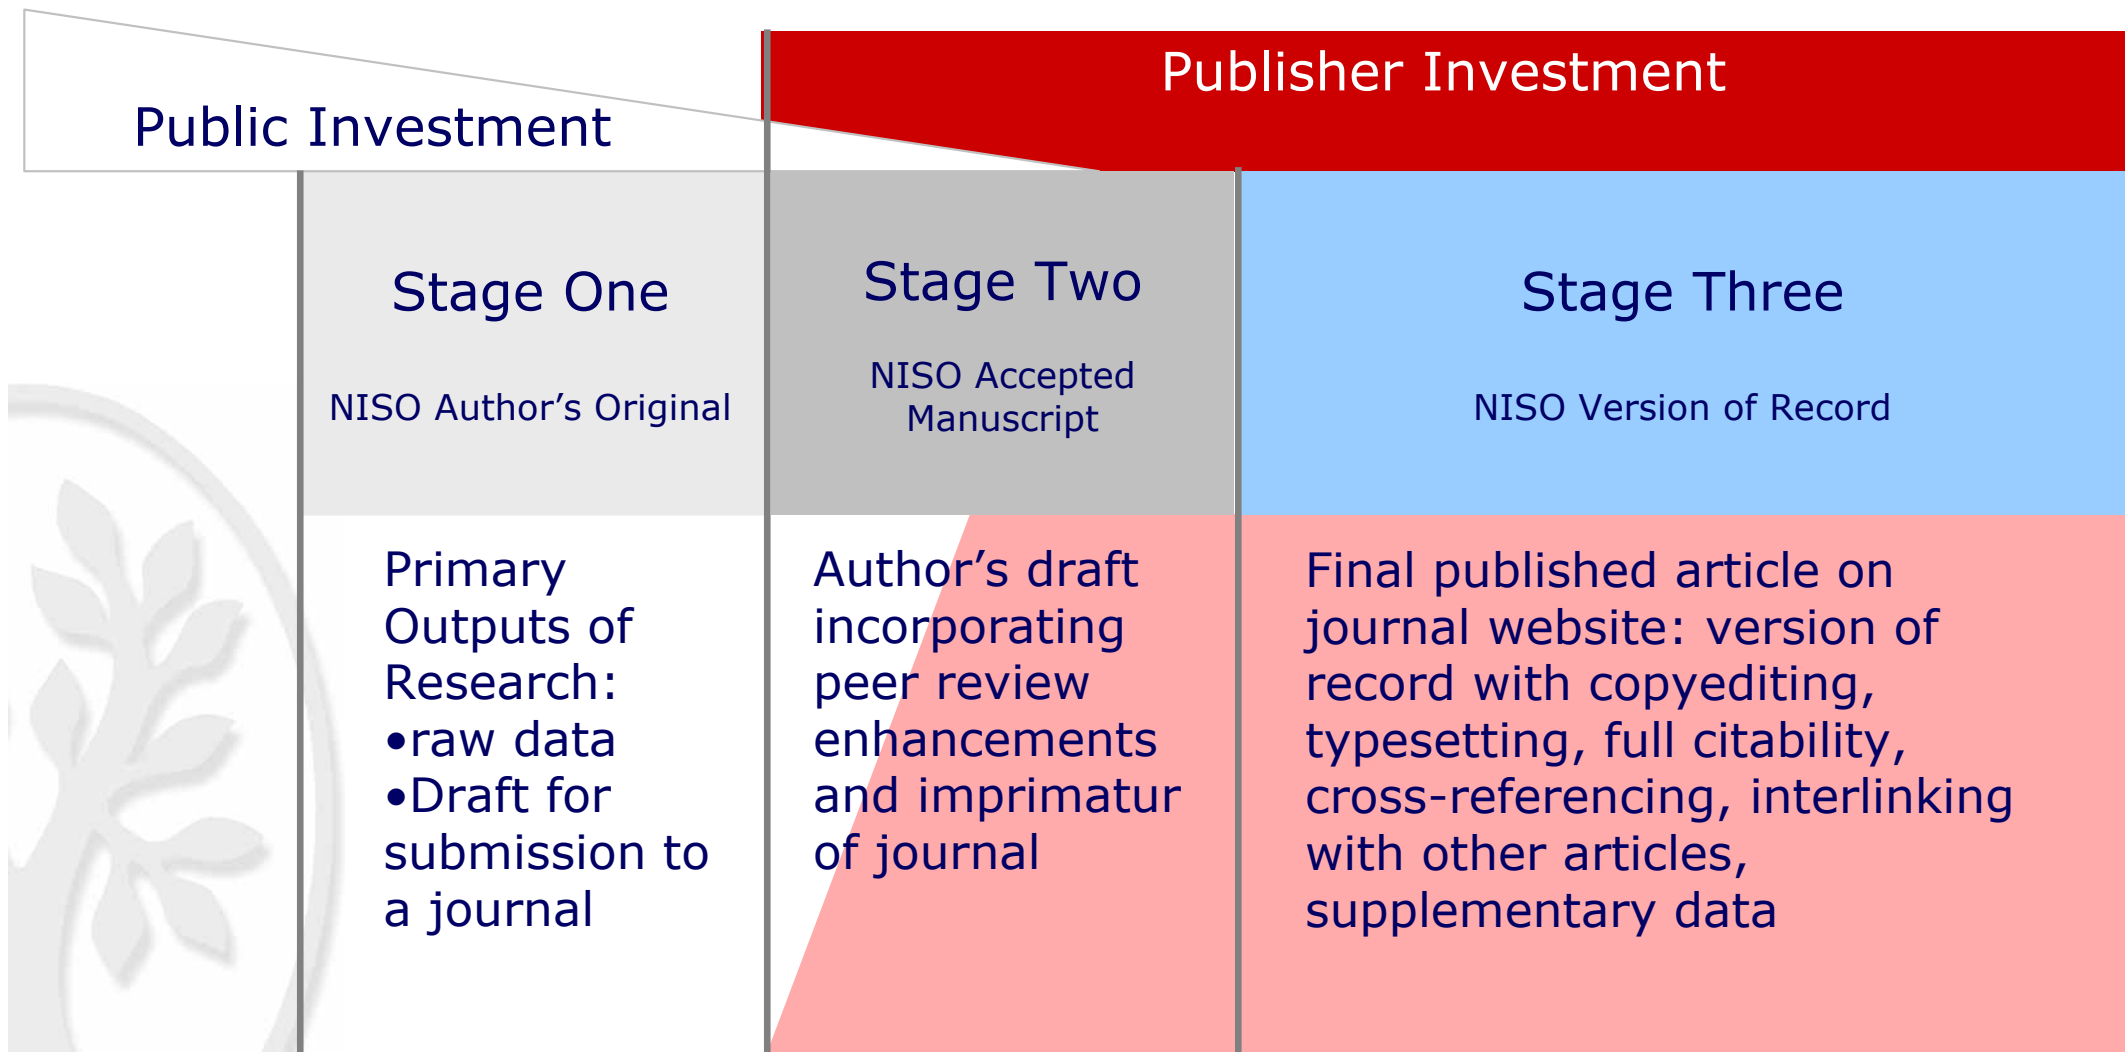 Publisher Investment
Public Investment
Stage One
NISO Author’s Original
Stage Two
NISO Accepted
Manuscript
Stage Three
NISO Version of Record
Primary
Outputs of
Research:
•raw data
•Draft for
submission to
a journal
Author’s draft
incorporating
peer review
enhancements
and imprimatur
of journal
Final published article on
journal website: version of
record with copyediting,
typesetting, full citability,
cross-referencing, interlinking
with other articles,
supplementary data